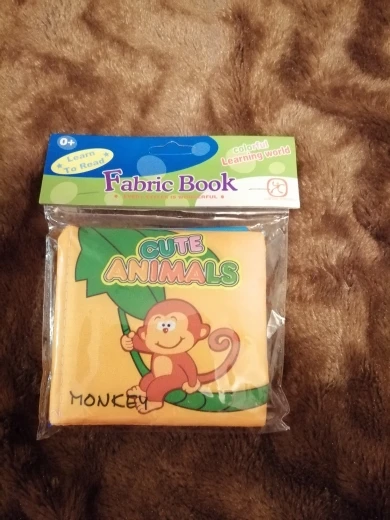 0+
Learn
To Read
colorful
Learning world
Fabric Book
CUTE
ANIMALS
MONKEY